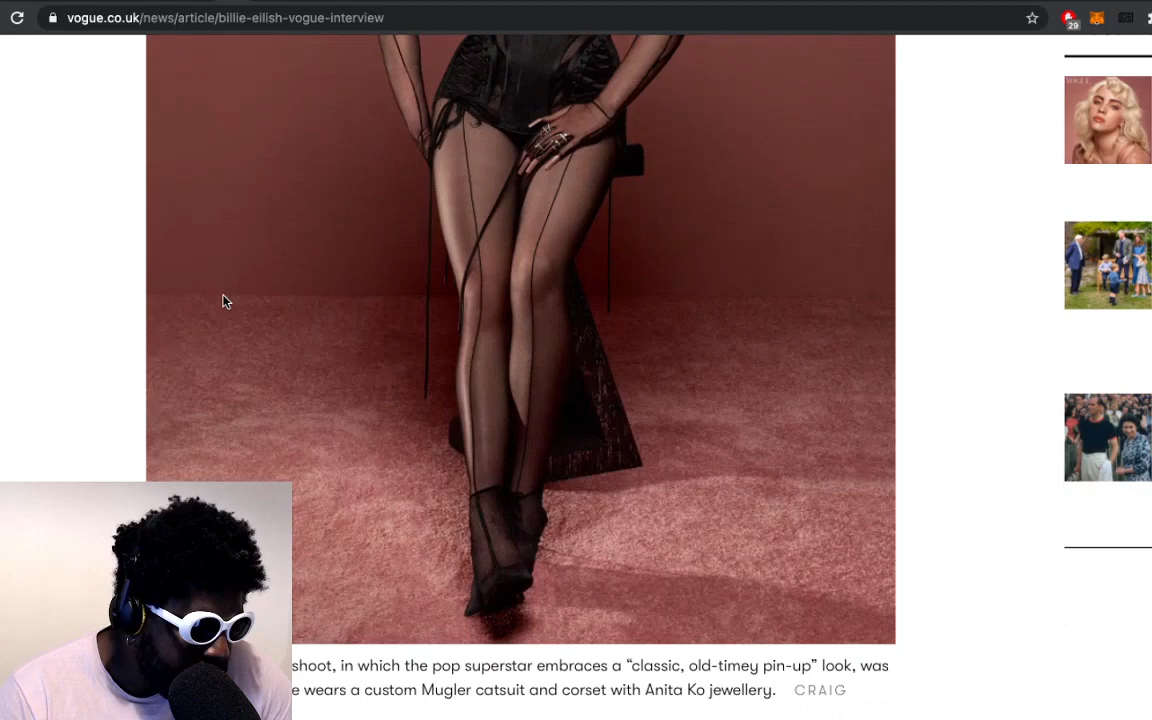 vogue.co.uk/news/article/billie-eilish-vogue-interview
29
shoot, in which the pop superstar embraces a “classic, old-timey pin-up” look, was
e wears a custom Mugler catsuit and corset with Anita Ko jewellery. CRAIG